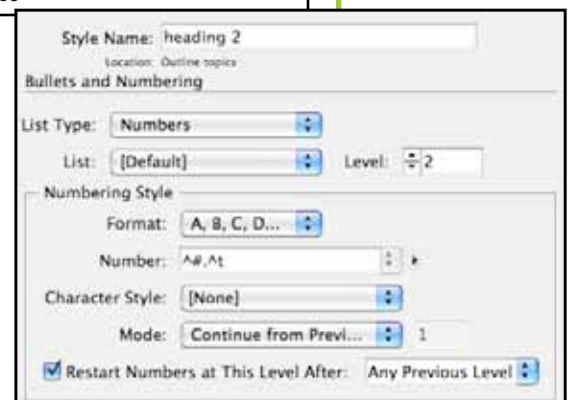 Style Name: heading 2
Location: Outline topics
Bullets and Numbering
List Type: Numbers
List: [Default] Level: 2
Numbering Style
Format: A, B, C, D...
Number: ^#.^t
Character Style: [None]
Mode: Continue from Previ... 1
Restart Numbers at This Level After: Any Previous Level